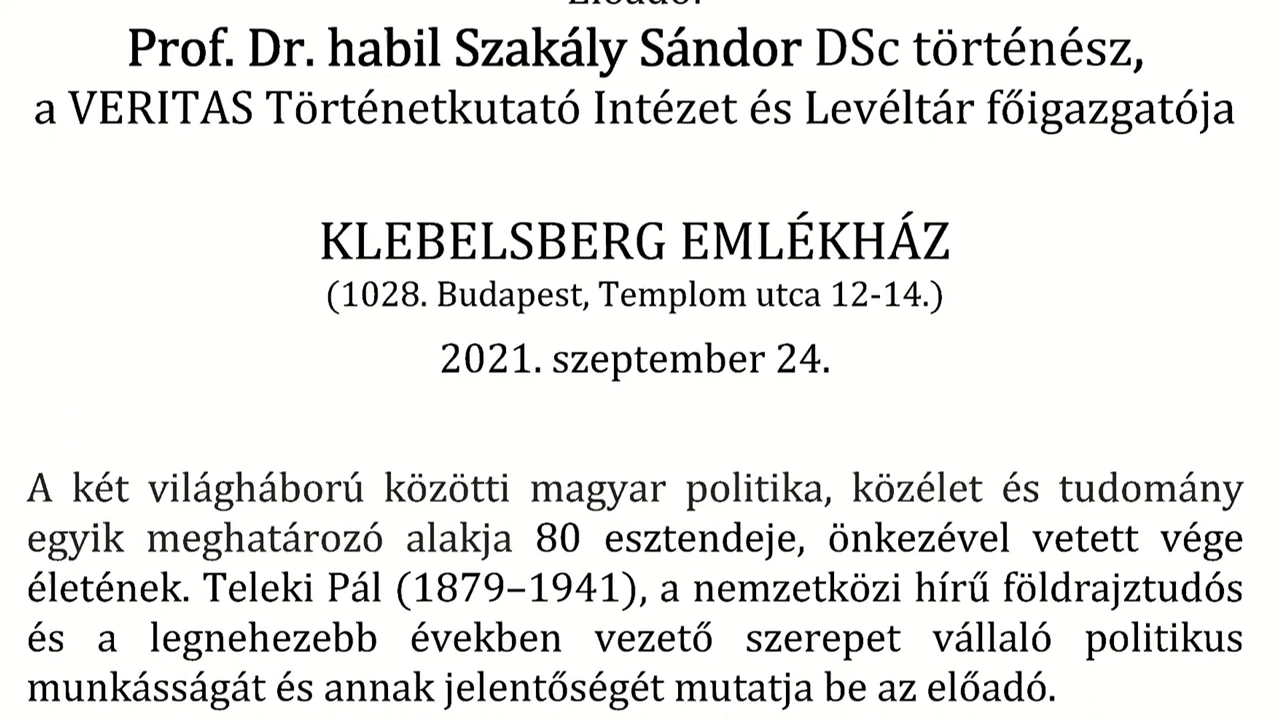 Előadó:
Prof. Dr. habil Szakály Sándor DSc történész,
a VERITAS Történetkutató Intézet és Levéltár főigazgatója
KLEBELSBERG EMLÉKHÁZ
(1028. Budapest, Templom utca 12-14.)
2021. szeptember 24.
A két világháború közötti magyar politika, közélet és tudomány
egyik meghatározó alakja 80 esztendeje, önkezével vetett vége
életének. Teleki Pál (1879–1941), a nemzetközi hírű földrajztudós
és a legnehezebb években vezető szerepet vállaló politikus
munkásságát és annak jelentőségét mutatja be az előadó.